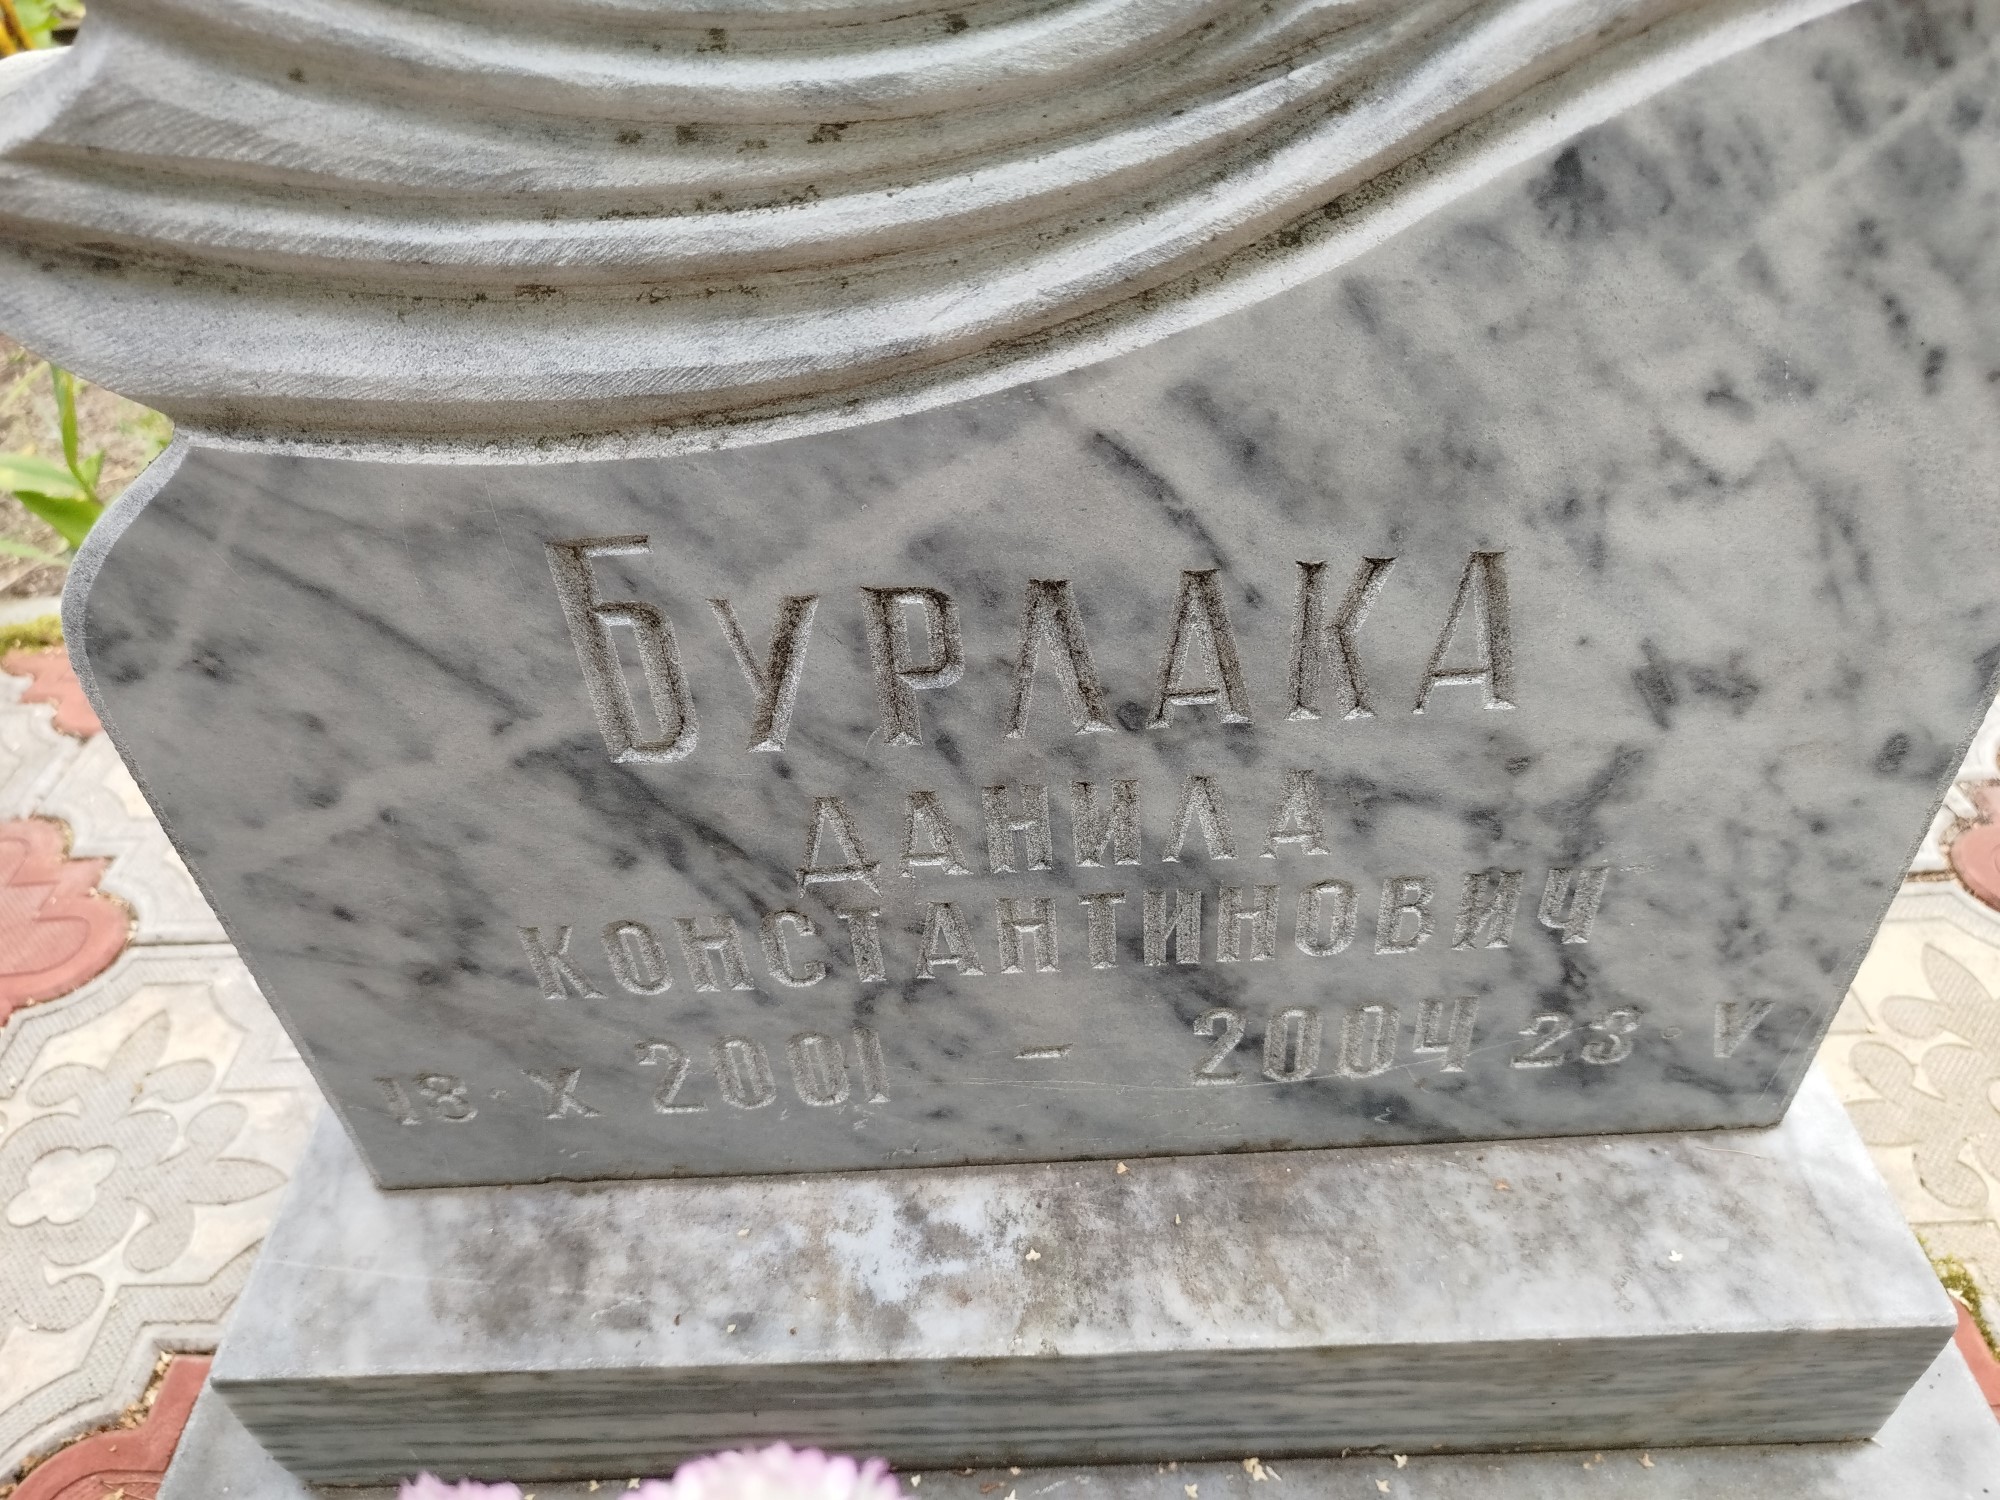 БУРЛАКА
ДАНИЛА
КОНСТАНТИНОВИЧ
18·X 2001 – 2004 23·V